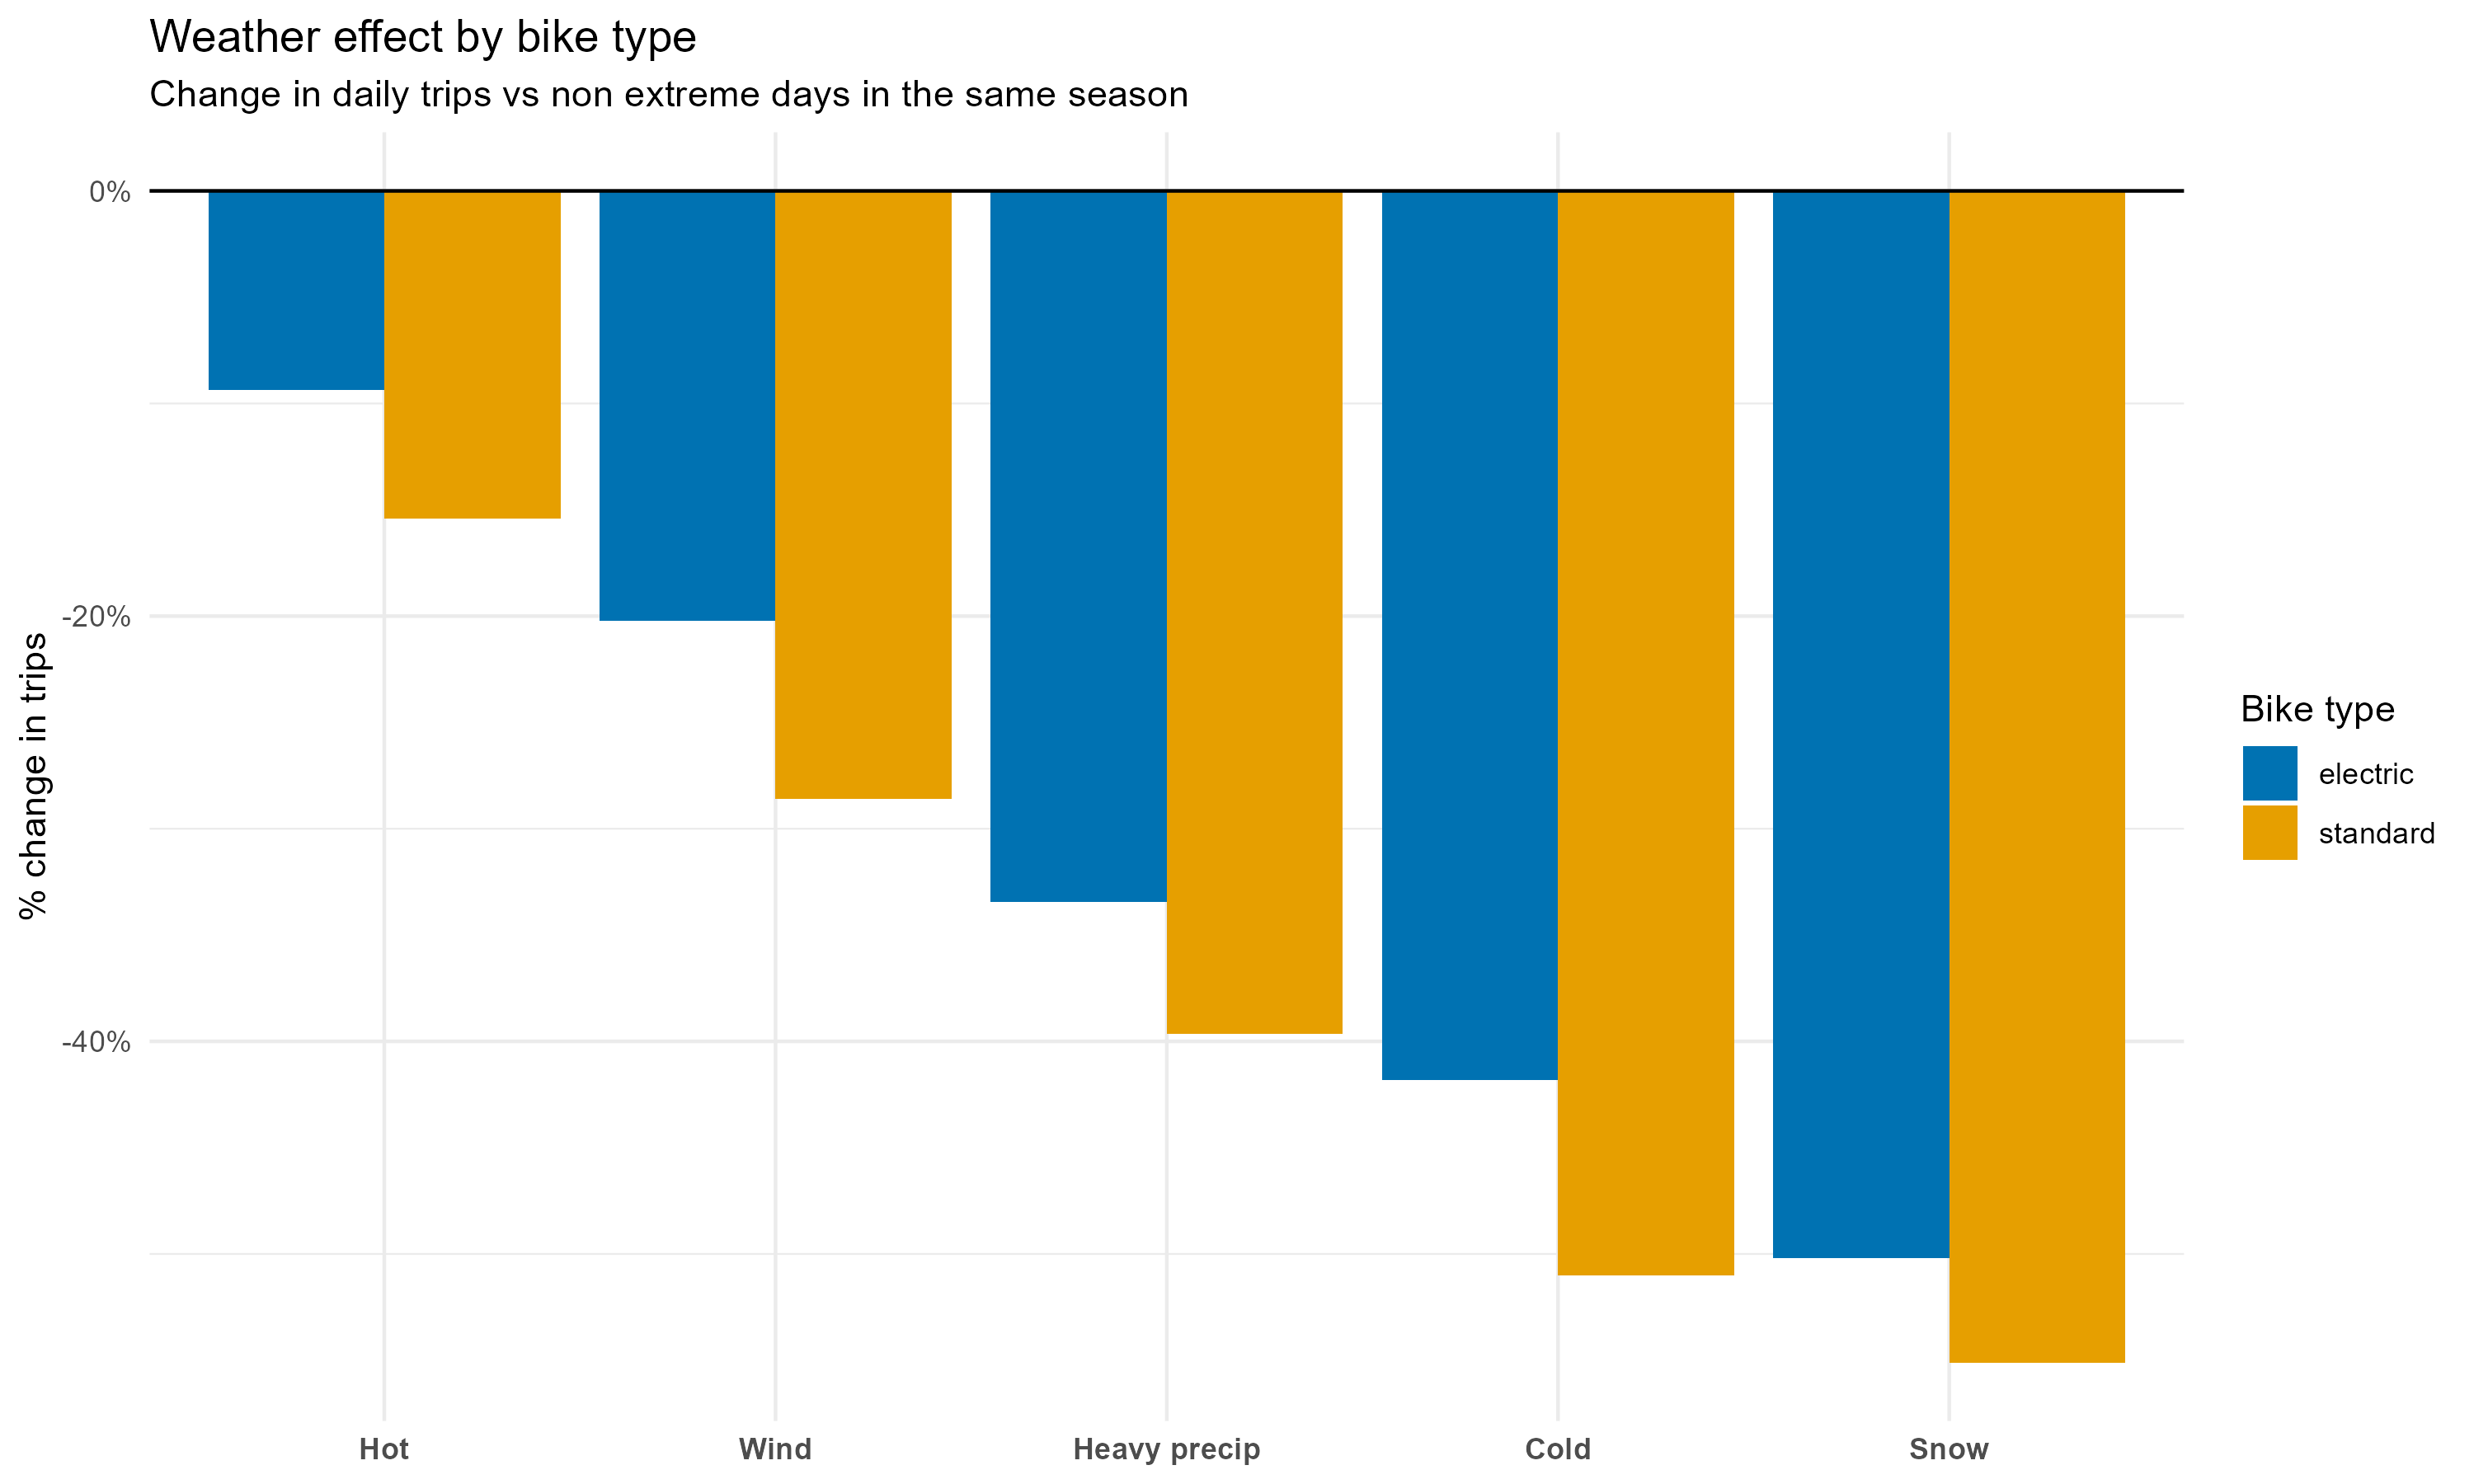 Weather effect by bike type
Change in daily trips vs non extreme days in the same season
% change in trips
0%
-20%
-40%
Hot
Wind
Heavy precip
Cold
Snow
Bike type
electric
standard